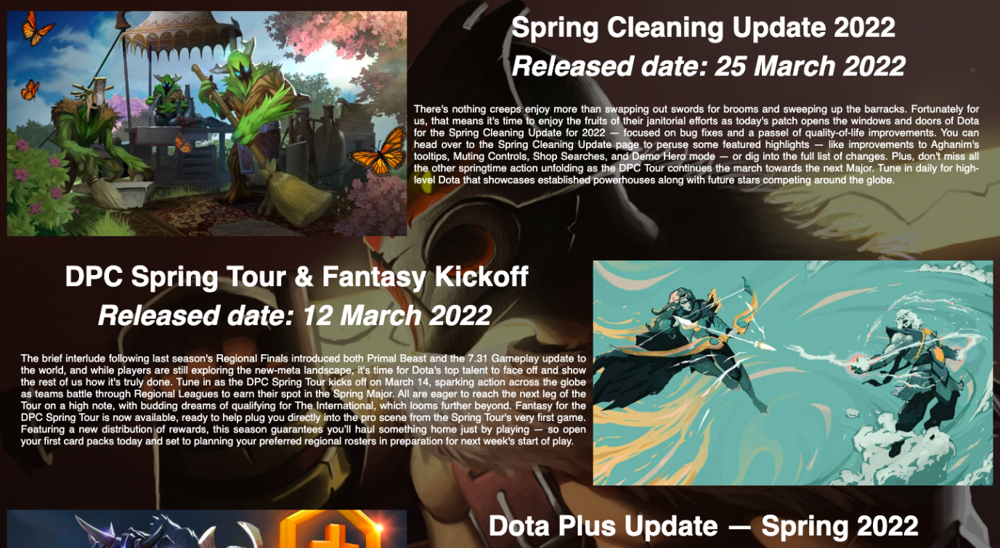 Spring Cleaning Update 2022
Released date: 25 March 2022
There's nothing creeps enjoy more than swapping out swords for brooms and sweeping up the barracks. Fortunately for
us, that means it's time to enjoy the fruits of their janitorial efforts as today's patch opens the windows and doors of Dota
for the Spring Cleaning Update for 2022 — focused on bug fixes and a passel of quality-of-life improvements. You can
head over to the Spring Cleaning Update page to peruse some featured highlights — like improvements to Aghanim's
tooltips, Muting Controls, Shop Searches, and Demo Hero mode — or dig into the full list of changes. Plus, don't miss all
the other springtime action unfolding as the DPC Tour continues the march towards the next Major. Tune in daily for high-
level Dota that showcases established powerhouses along with future stars competing around the globe.
DPC Spring Tour & Fantasy Kickoff
Released date: 12 March 2022
The brief interlude following last season's Regional Finals introduced both Primal Beast and the 7.31 Gameplay update to
the world, and while players are still exploring the new-meta landscape, it's time for Dota's top talent to face off and show
the rest of us how it's truly done. Tune in as the DPC Spring Tour kicks off on March 14, sparking action across the globe
as teams battle through Regional Leagues to earn their spot in the Spring Major. All are eager to reach the next leg of the
Tour on a high note, with budding dreams of qualifying for The International, which looms further beyond. Fantasy for the
DPC Spring Tour is now available, ready to help plug you directly into the pro scene from the Spring Tour's very first game.
Featuring a new distribution of rewards, this season guarantees you'll haul something home just by playing — so open
your first card packs today and set to planning your preferred regional rosters in preparation for next week's start of play.
Dota Plus Update — Spring 2022